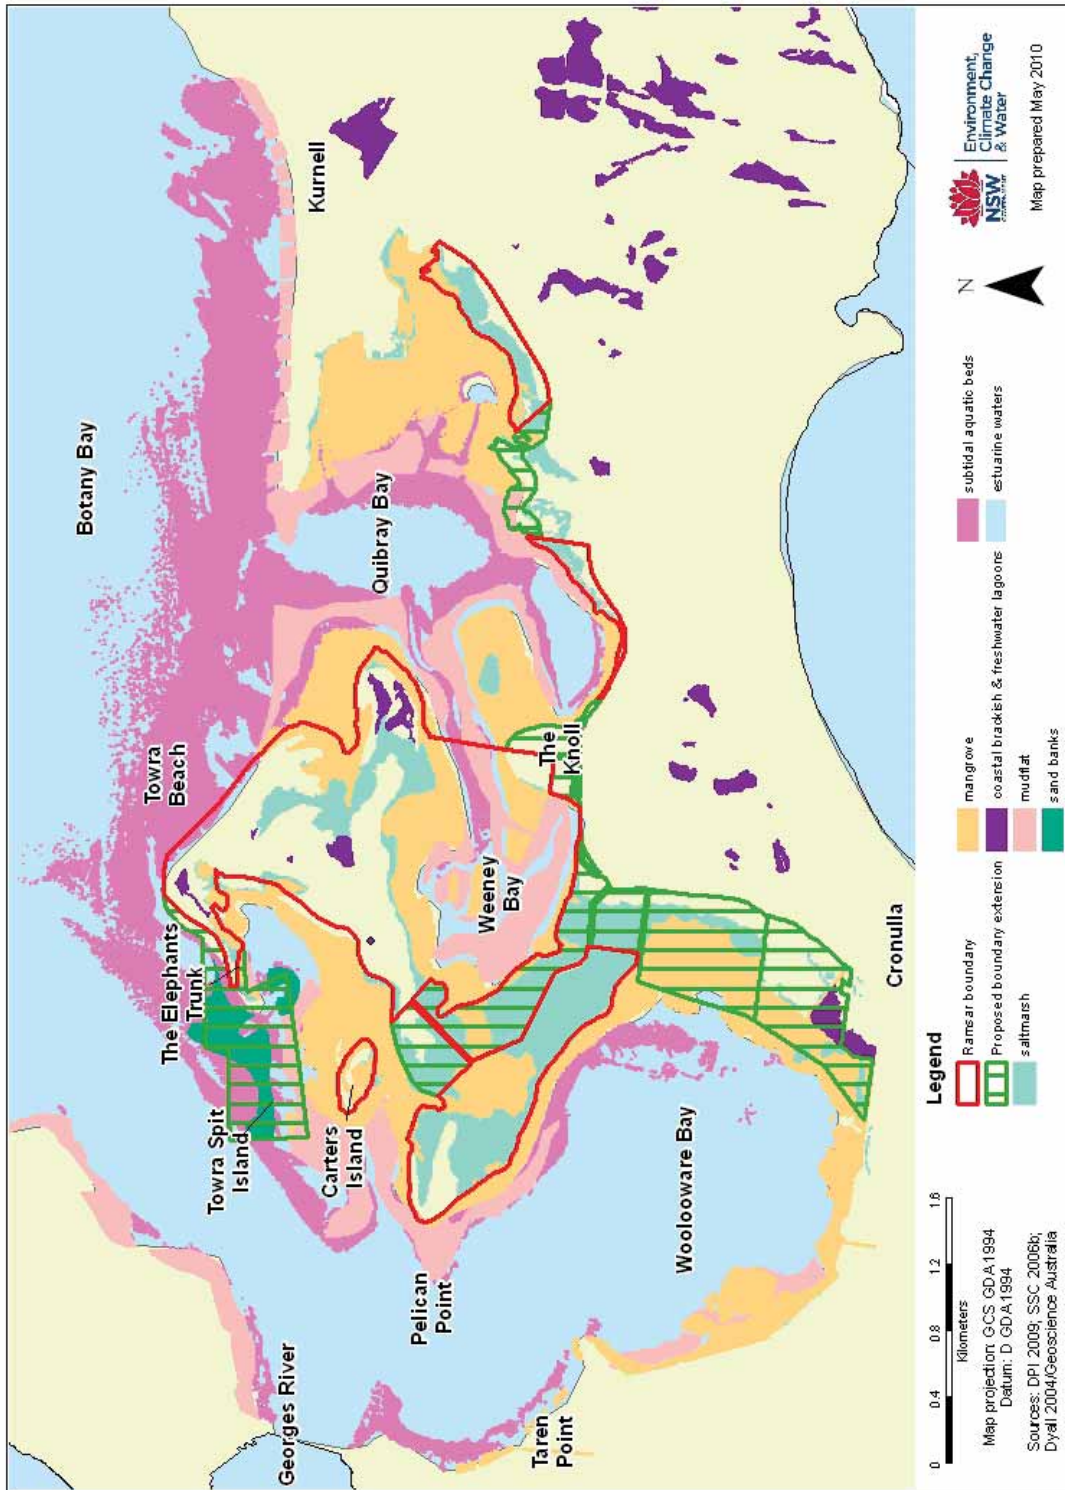 Botany Bay
Towra
Beach
The Elephants
Trunk
Towra Spit
Island
Carters
Island
Georges River
Pelican
Point
Taren
Point
Woolooware Bay
Weeney
Bay
The
Knoll
Quibray Bay
Kurnell
Cronulla
0 0.4 0.8 1.2 1.6
Kilometers
Map projection: GCS GDA1994
Datum: D GDA1994
Sources: DPI 2009; SSC 2006b;
Dyall 2004/Geoscience Australia
Legend
Ramsar boundary
Proposed boundary extension
saltmarsh
mangrove
coastal brackish & freshwater lagoons
mudflat
sand banks
subtidal aquatic beds
estuarine waters
N
NSW
Environment,
Climate Change
& Water
Map prepared May 2010